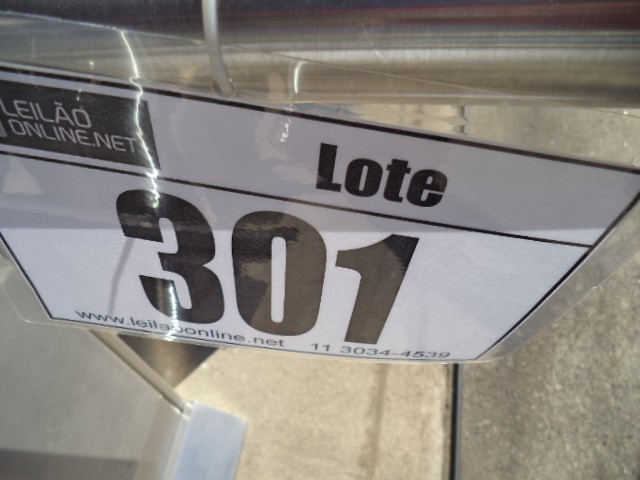 LEILÃO
ONLINE.NET
Lote
301
www.leilaoonline.net 11 3034-4539